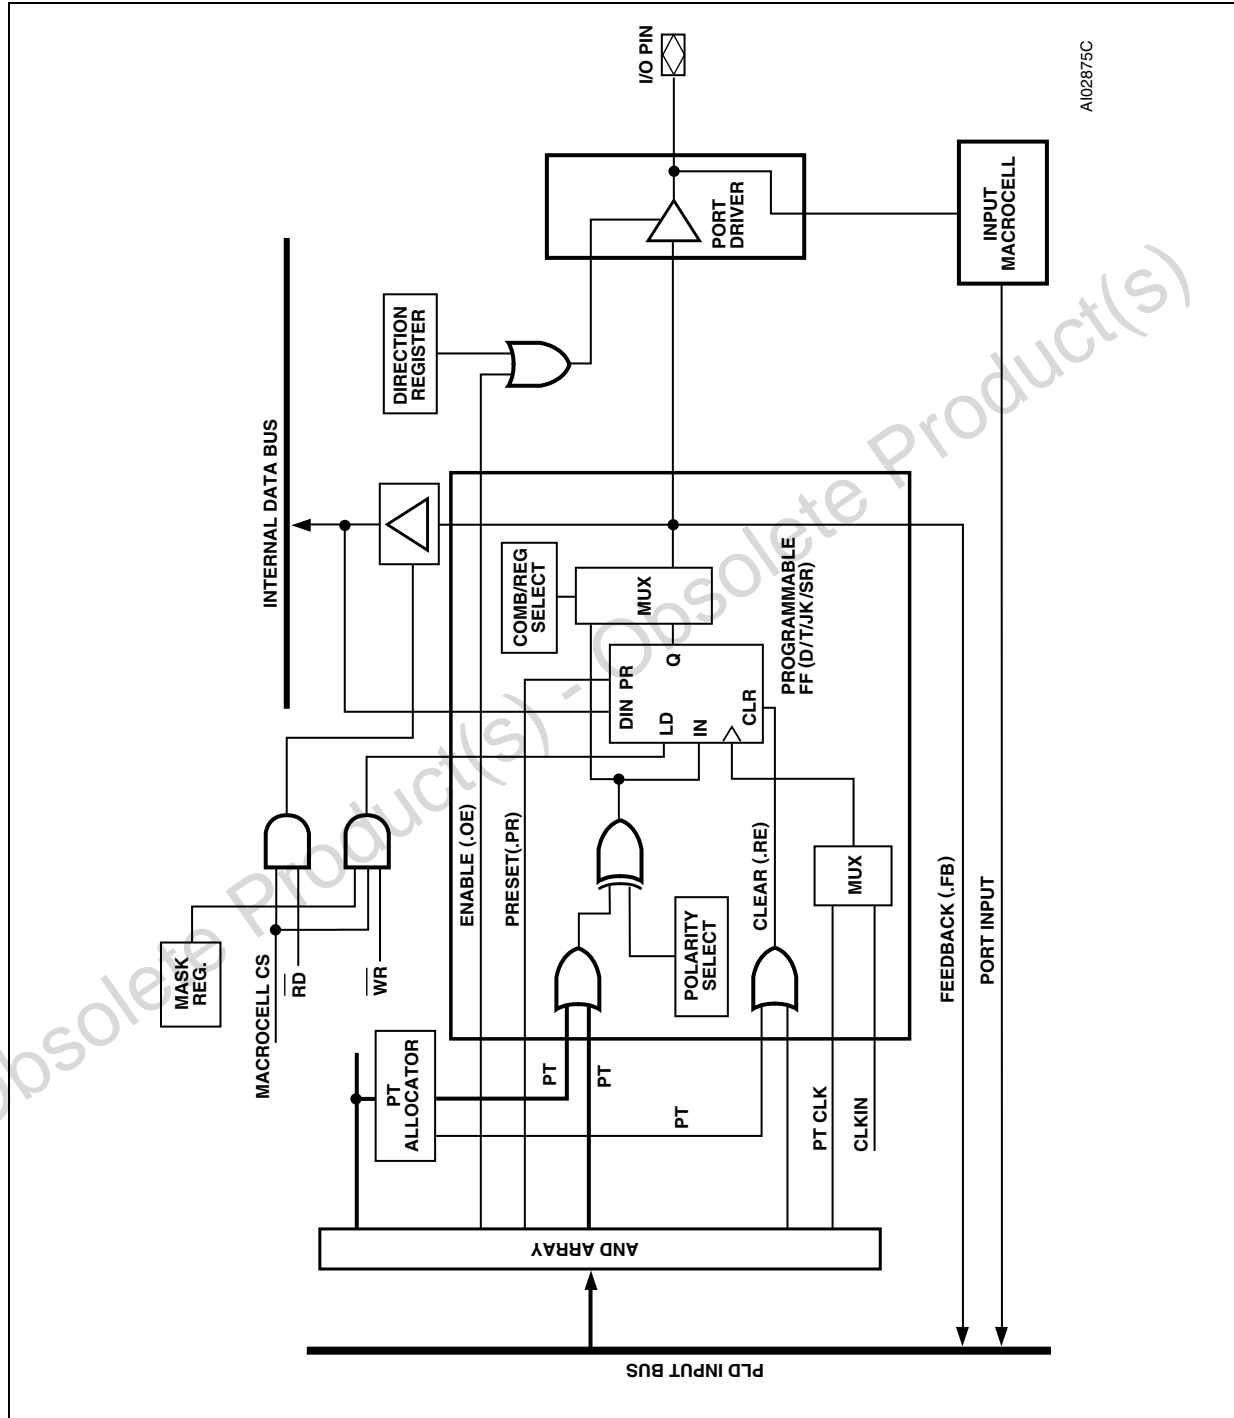 AI02875C
I/O PIN
PORT
DRIVER
INPUT
MACROCELL
DIRECTION
REGISTER
INTERNAL DATA BUS
COMB/REG
SELECT
MUX
PROGRAMMABLE
FF (D/T/JK/SR)
DIN PR
LD
Q
IN
CLR
ENABLE (.OE)
PRESET(.PR)
POLARITY
SELECT
CLEAR (.RE)
MUX
FEEDBACK (.FB)
PORT INPUT
MASK
REG.
MACROCELL CS
RD
WR
PT
ALLOCATOR
PT
PT
PT
PT CLK
CLKIN
AND ARRAY
PLD INPUT BUS
Obsolete Product(s) - Obsolete Product(s)